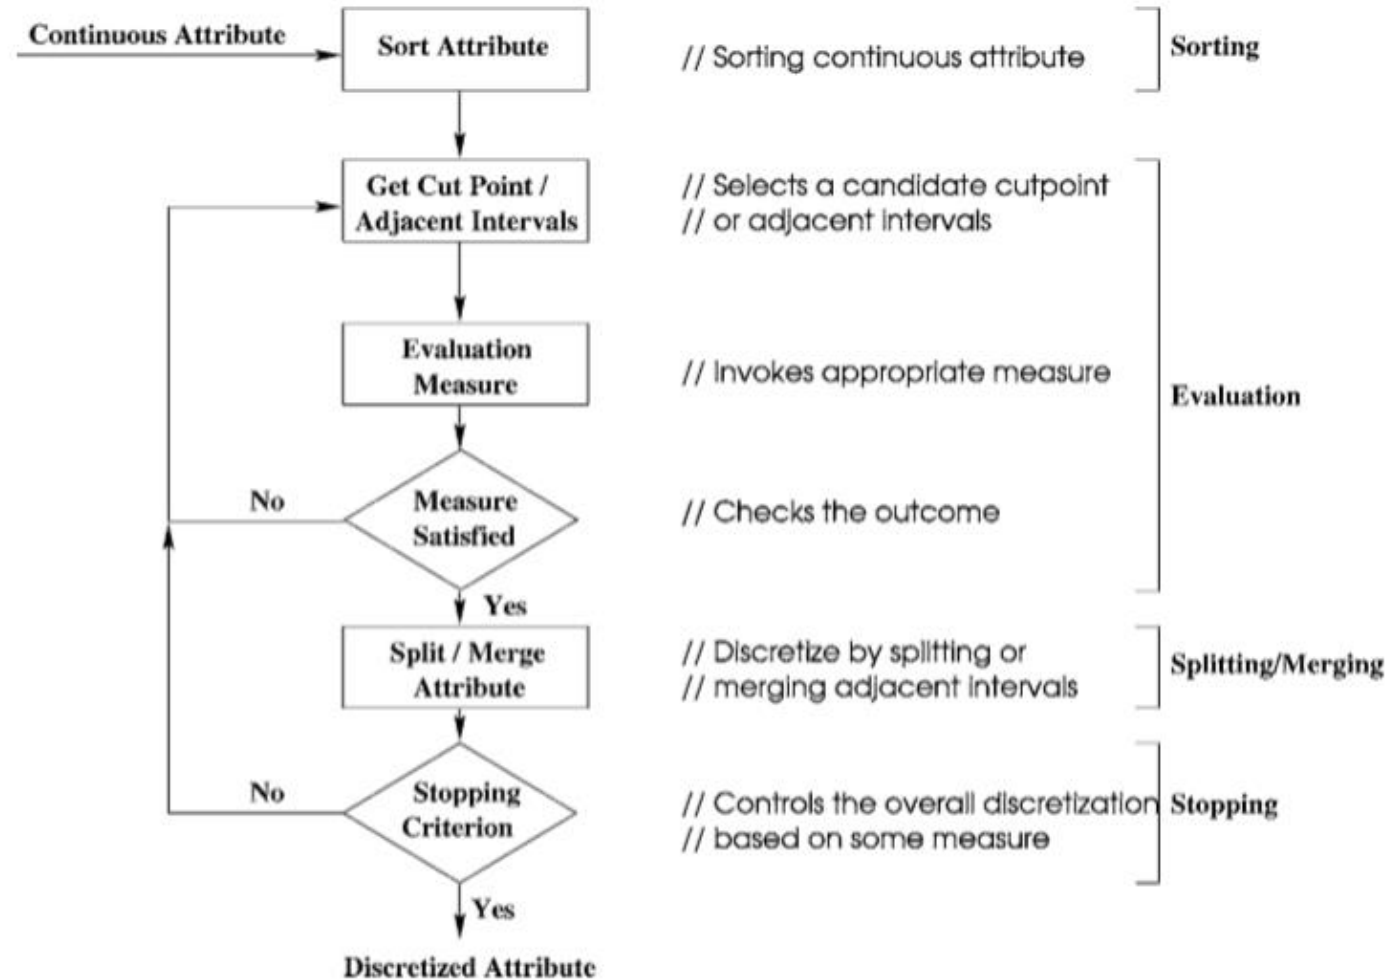 Continuous Attribute
Sort Attribute
// Sorting continuous attribute
Sorting
Get Cut Point /
Adjacent Intervals
// Selects a candidate cutpoint
// or adjacent intervals
Evaluation
Measure
// Invokes appropriate measure
Evaluation
No
Measure
Satisfied
// Checks the outcome
Yes
Split / Merge
Attribute
// Discretize by splitting or
// merging adjacent intervals
Splitting/Merging
No
Stopping
Criterion
// Controls the overall discretization
// based on some measure
Stopping
Yes
Discretized Attribute